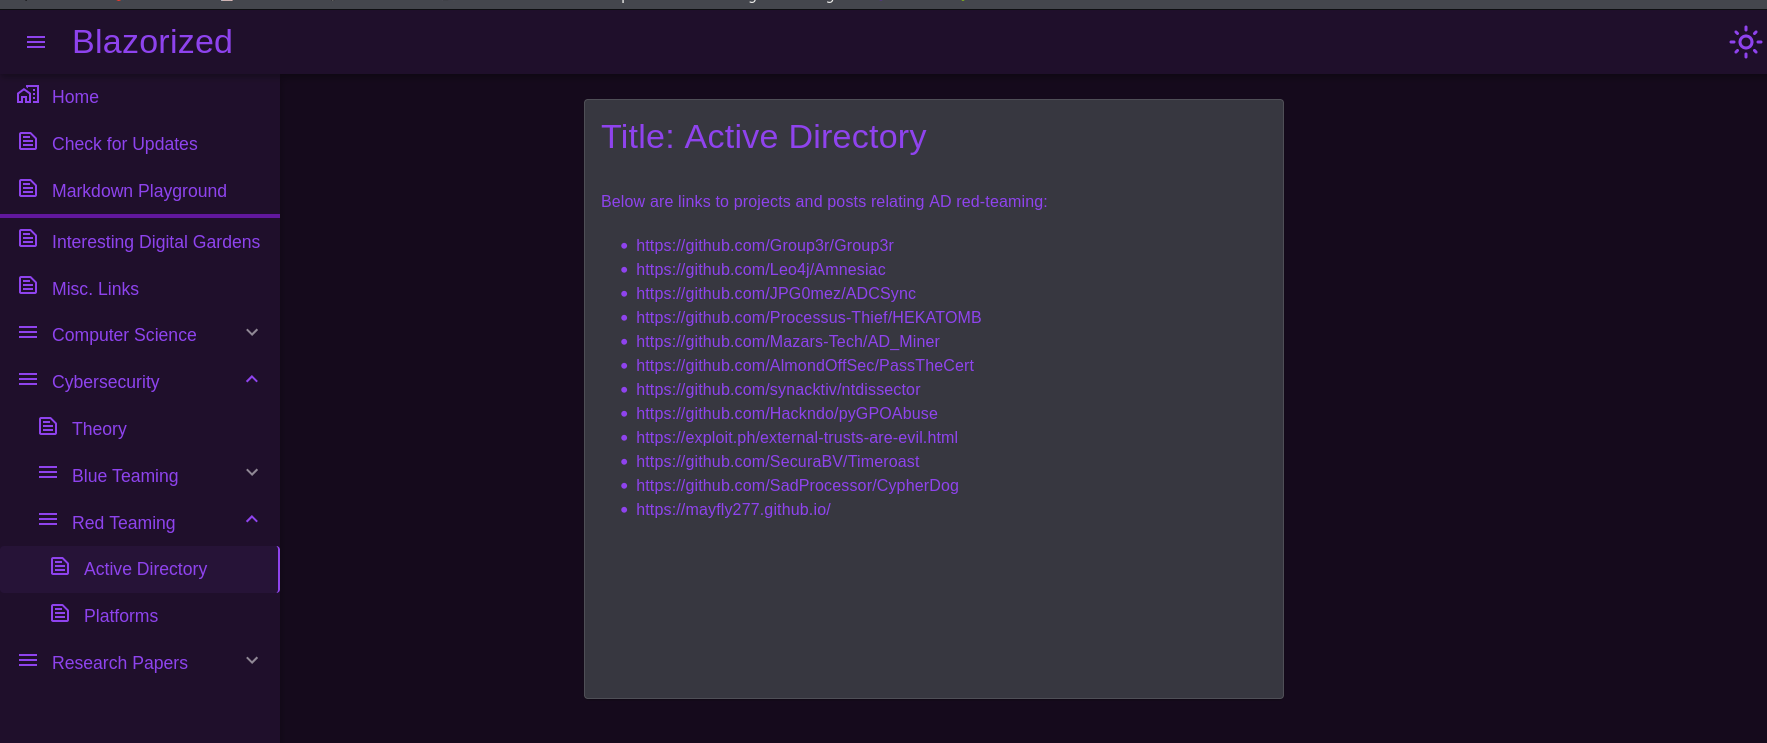 Blazorized
Home
Check for Updates
Markdown Playground
Interesting Digital Gardens
Misc. Links
Computer Science
Cybersecurity
Theory
Blue Teaming
Red Teaming
Active Directory
Platforms
Research Papers
Title: Active Directory
Below are links to projects and posts relating AD red-teaming:
https://github.com/Group3r/Group3r
https://github.com/Leo4j/Amnesiac
https://github.com/JPG0mez/ADCSync
https://github.com/Processus-Thief/HEKATOMB
https://github.com/Mazars-Tech/AD_Miner
https://github.com/AlmondOffSec/PassTheCert
https://github.com/synacktiv/ntdissector
https://github.com/Hackndo/pyGPOAbuse
https://exploit.ph/external-trusts-are-evil.html
https://github.com/SecuraBV/Timeroast
https://github.com/SadProcessor/CypherDog
https://mayfly277.github.io/